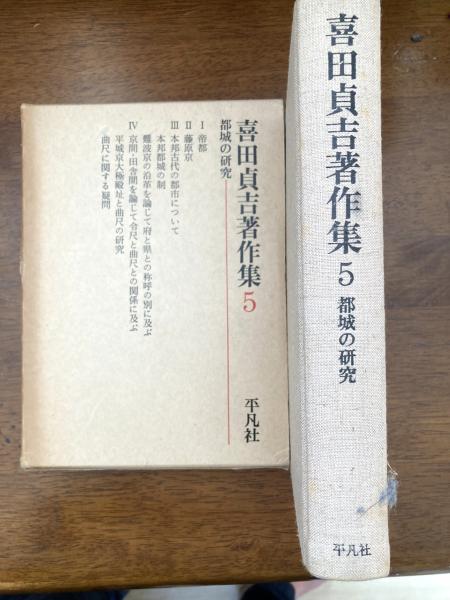 喜田貞吉著作集 5
都城の研究
Ⅰ 帝都
Ⅱ 藤原京
Ⅲ 本邦古代の都市について
本邦都城の制
難波京の沿革を論じて府と県との称呼の別に及ぶ
Ⅳ 京間・田舎間を論じて令尺と曲尺との関係に及ぶ
平城京大極殿址と曲尺の研究
曲尺に関する疑問
平凡社
喜田貞吉著作集 5 都城の研究
平凡社